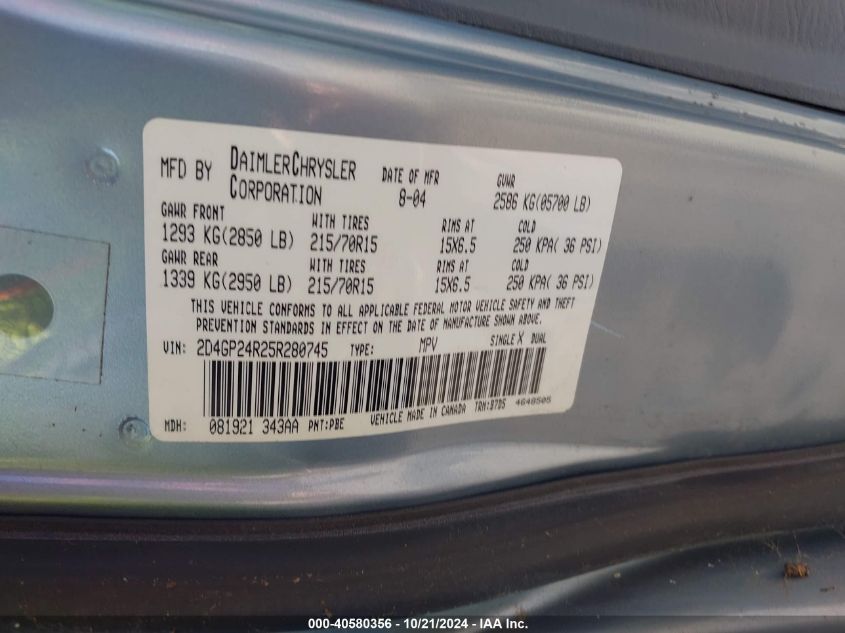 MFD BY DAIMLERCHRYSLER CORPORATION DATE OF MFR 8-04 GVWR 2586 KG(05700 LB)
GAWR FRONT WITH TIRES RIMS AT COLD
1293 KG(2850 LB) 215/70R15 15X6.5 250 KPA( 36 PSI)
GAWR REAR WITH TIRES RIMS AT COLD
1339 KG(2950 LB) 215/70R15 15X6.5 250 KPA( 36 PSI)
THIS VEHICLE CONFORMS TO ALL APPLICABLE FEDERAL MOTOR VEHICLE SAFETY AND THEFT
PREVENTION STANDARDS IN EFFECT ON THE DATE OF MANUFACTURE SHOWN ABOVE.
VIN: 2D4GP24R25R280745 TYPE: MPV SINGLE X DUAL
MDH: 081921 343AA PNT:PBE VEHICLE MADE IN CANADA TRM:B7D5 4648505
000-40580356 - 10/21/2024 - IAA Inc.